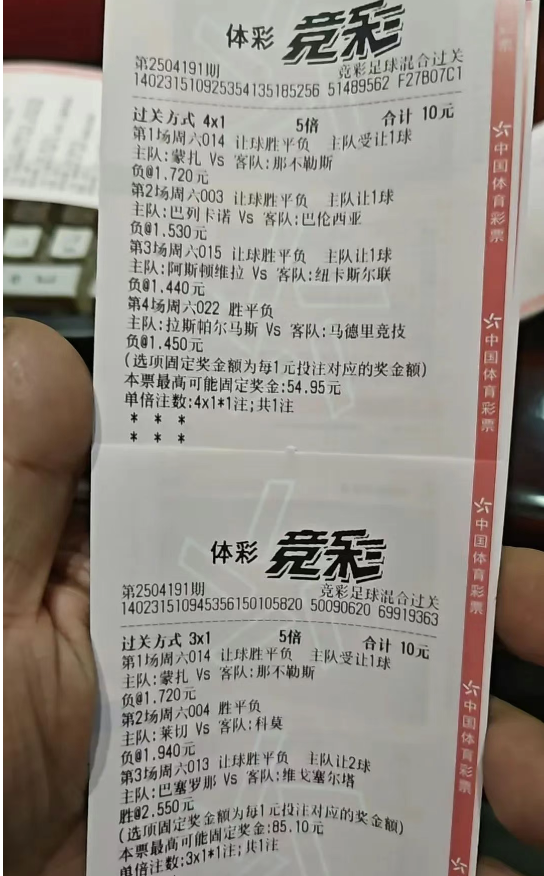 体彩 竞彩
第2504191期 竞彩足球混合过关
140231510925354135185256 51489562 F27B07C1
过关方式 4x1 5倍 合计 10元
第1场周六014 让球胜平负 主队受让1球
主队:蒙扎 Vs 客队:那不勒斯
负@1.720元
第2场周六003 让球胜平负 主队让1球
主队:巴列卡诺 Vs 客队:巴伦西亚
负@1.530元
第3场周六015 让球胜平负 主队让1球
主队:阿斯顿维拉 Vs 客队:纽卡斯尔联
负@1.440元
第4场周六022 胜平负
主队:拉斯帕尔马斯 Vs 客队:马德里竞技
负@1.450元
(选项固定奖金额为每1元投注对应的奖金额)
本票最高可能固定奖金:54.95元
单倍注数:4x1*1注;共1注
* * *
* * *
中国体育彩票
中国体育彩票
中国体育彩票
中国体育彩票
体彩 竞彩
第2504191期 竞彩足球混合过关
140231510945356150105820 50090620 69919363
过关方式 3x1 5倍 合计 10元
第1场周六014 让球胜平负 主队受让1球
主队:蒙扎 Vs 客队:那不勒斯
负@1.720元
第2场周六004 胜平负
主队:莱切 Vs 客队:科莫
负@1.940元
第3场周六013 让球胜平负 主队让2球
主队:巴塞罗那 Vs 客队:维戈塞尔塔
胜@2.550元
(选项固定奖金额为每1元投注对应的奖金额)
本票最高可能固定奖金:85.10元
单倍注数:3x1*1注;共1注